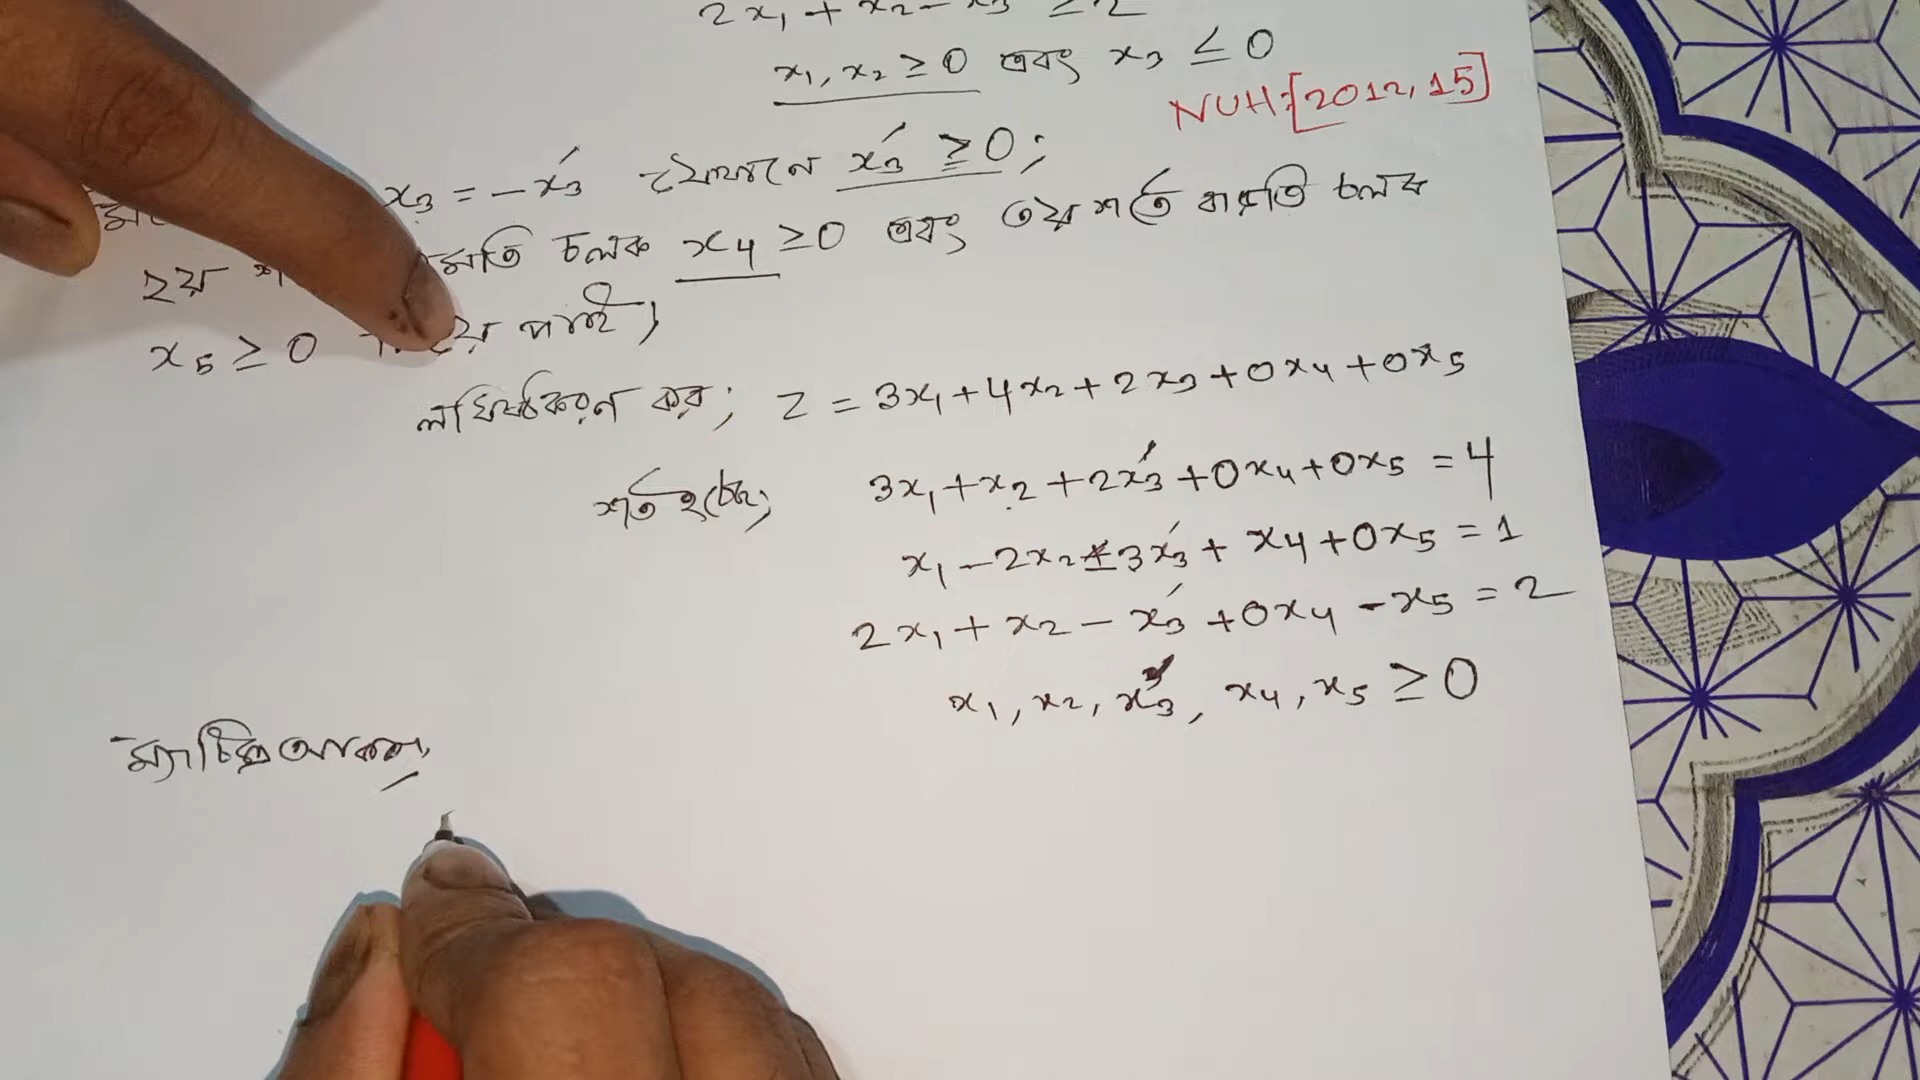 2x₁ + x₂ - x₃ ≥ 2
x₁, x₂ ≥ 0 এবং x₃ ≤ 0
NUH:[2012, 15]
x₃ = -x₃′ যেখানে x₃′ ≥ 0;
২য় চলক x₄ ≥ 0 এবং ৩য় শর্তে বাড়তি চলক
x₅ ≥ 0 পাই;
লঘিষ্ঠকরণ কর; Z = 3x₁ + 4x₂ + 2x₃ + 0x₄ + 0x₅
শর্ত হচ্ছে; 3x₁ + x₂ + 2x₃′ + 0x₄ + 0x₅ = 4
x₁ - 2x₂ ± 3x₃′ + x₄ + 0x₅ = 1
2x₁ + x₂ - x₃′ + 0x₄ - x₅ = 2
x₁, x₂, x₃′, x₄, x₅ ≥ 0
ম্যাট্রিক্স আকারে,